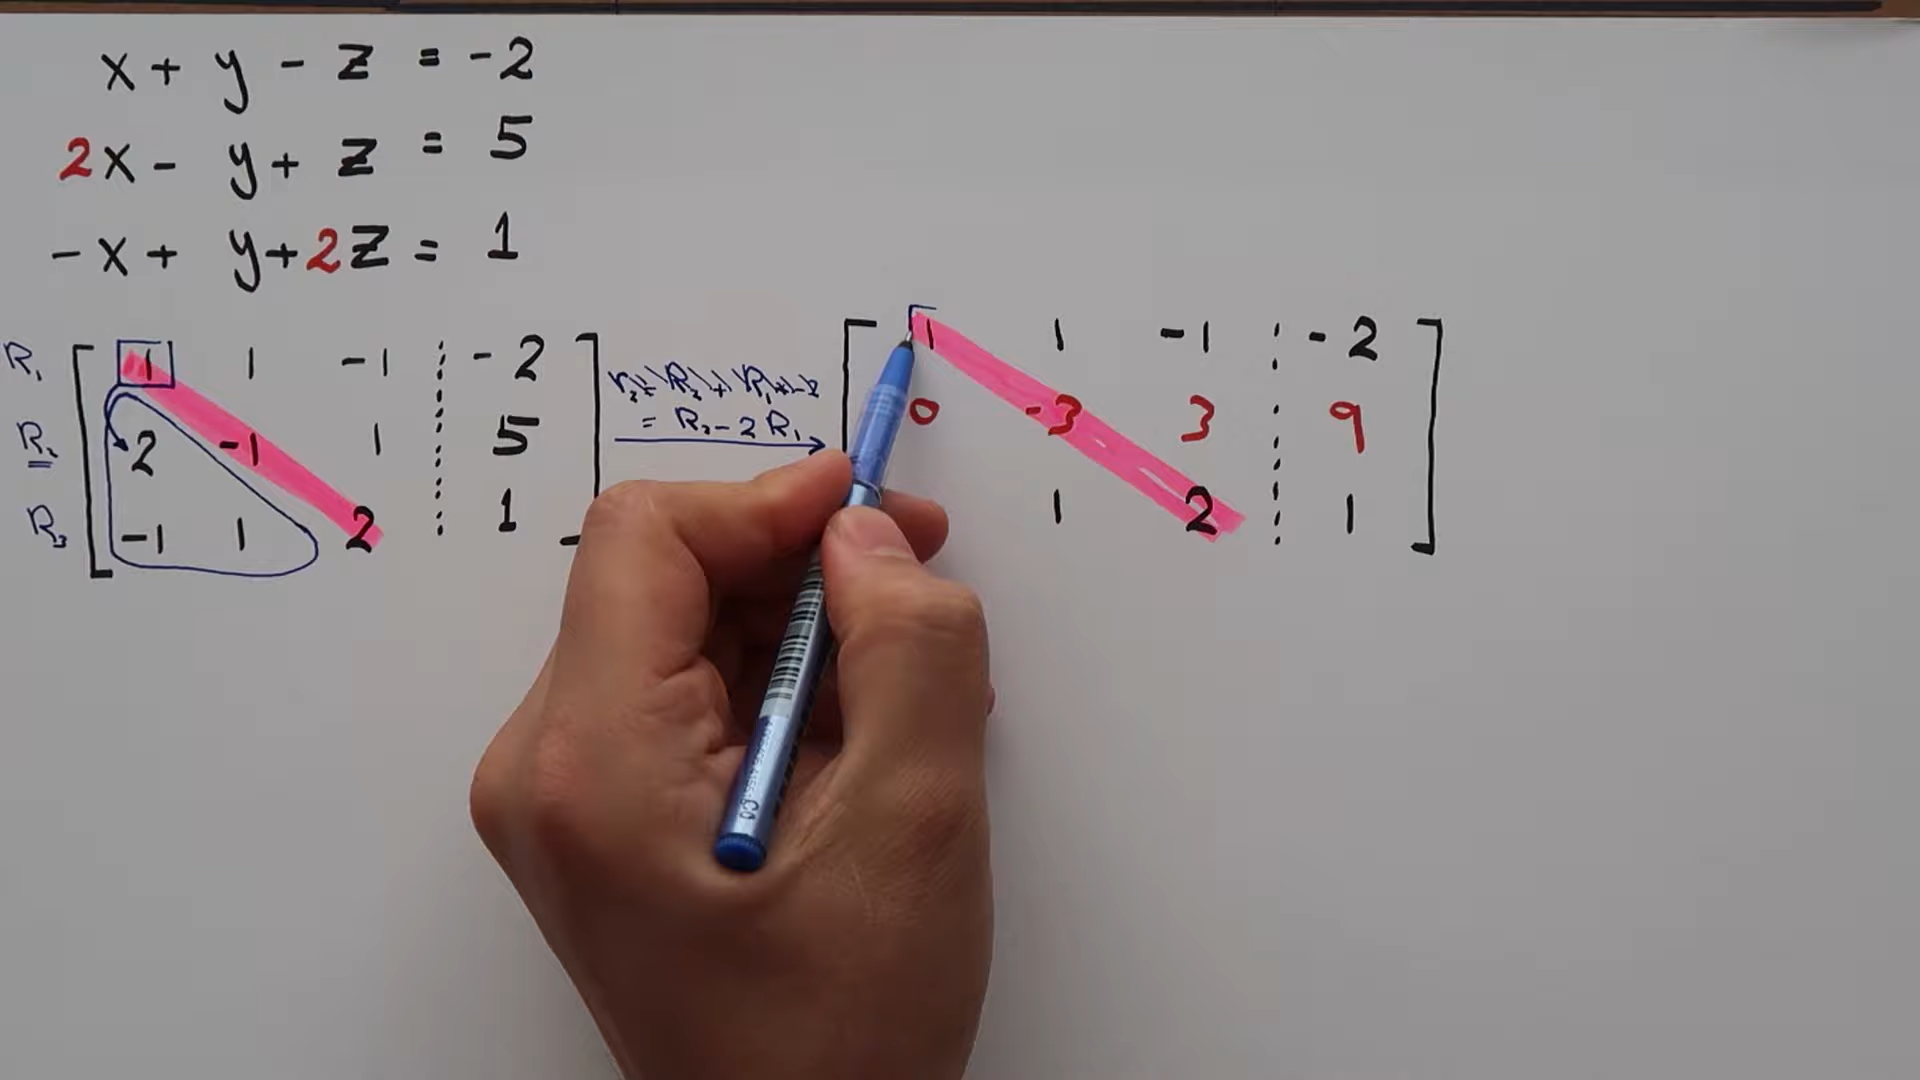 x + y - z = -2
2x - y + z = 5
-x + y + 2z = 1
R₁ [ 1 1 -1 ⋮ -2 ]
R₂ [ 2 -1 1 ⋮ 5 ]
R₃ [ -1 1 2 ⋮ 1 ]
= R₂ - 2 R₁
[ 1 1 -1 ⋮ -2 ]
[ 0 -3 3 ⋮ 9 ]
[ 1 2 ⋮ 1 ]